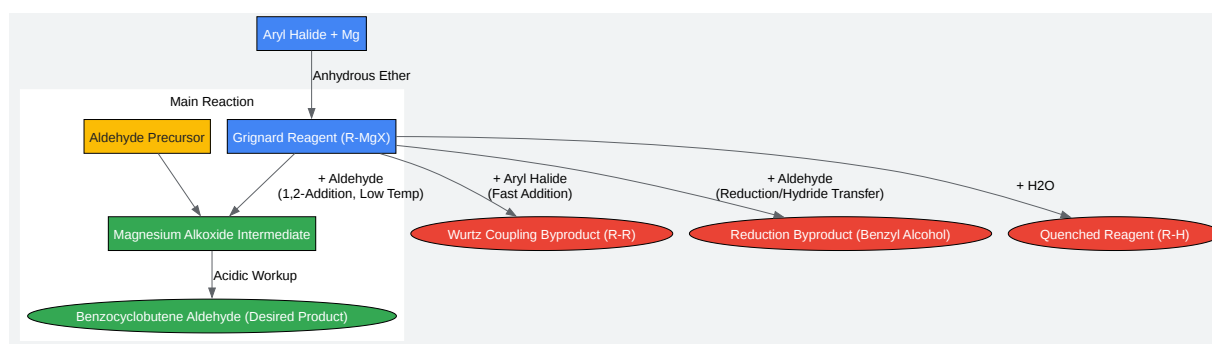 Aryl Halide + Mg
Anhydrous Ether
Main Reaction
Aldehyde Precursor
Grignard Reagent (R-MgX)
+ Aldehyde
(1,2-Addition, Low Temp)
+ Aryl Halide
(Fast Addition)
+ Aldehyde
(Reduction/Hydride Transfer)
+ H2O
Magnesium Alkoxide Intermediate
Wurtz Coupling Byproduct (R-R)
Reduction Byproduct (Benzyl Alcohol)
Quenched Reagent (R-H)
Acidic Workup
Benzocyclobutene Aldehyde (Desired Product)